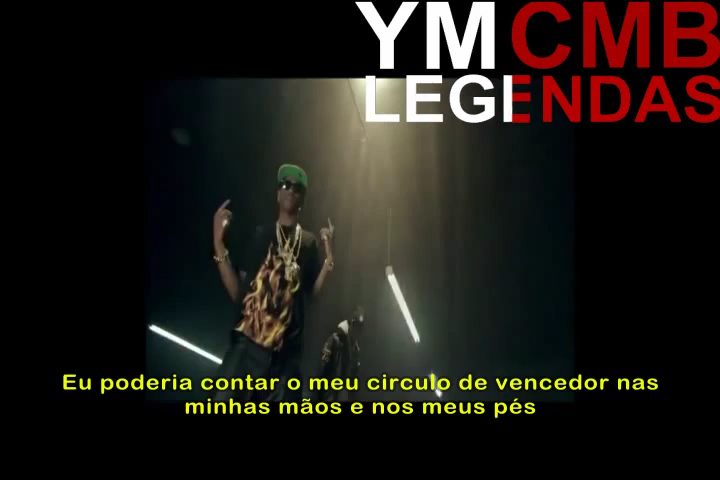 YMCMB
LEGENDAS
Eu poderia contar o meu circulo de vencedor nas
minhas mãos e nos meus pés